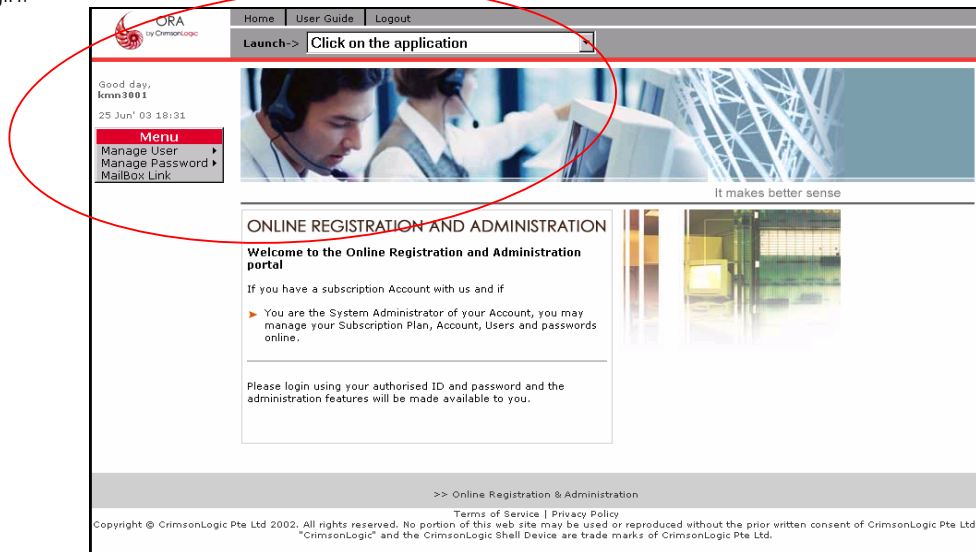 ORA
by CrimsonLogic
Home User Guide Logout
Launch-> Click on the application
Good day,
kmn3001
25 Jun' 03 18:31
Menu
Manage User
Manage Password
MailBox Link
It makes better sense
ONLINE REGISTRATION AND ADMINISTRATION
Welcome to the Online Registration and Administration
portal
If you have a subscription Account with us and if
You are the System Administrator of your Account, you may
manage your Subscription Plan, Account, Users and passwords
online.
Please login using your authorised ID and password and the
administration features will be made available to you.
>> Online Registration & Administration
Terms of Service | Privacy Policy
Copyright © CrimsonLogic Pte Ltd 2002. All rights reserved. No portion of this web site may be used or reproduced without the prior written consent of CrimsonLogic Pte Ltd
"CrimsonLogic" and the CrimsonLogic Shell Device are trade marks of CrimsonLogic Pte Ltd.